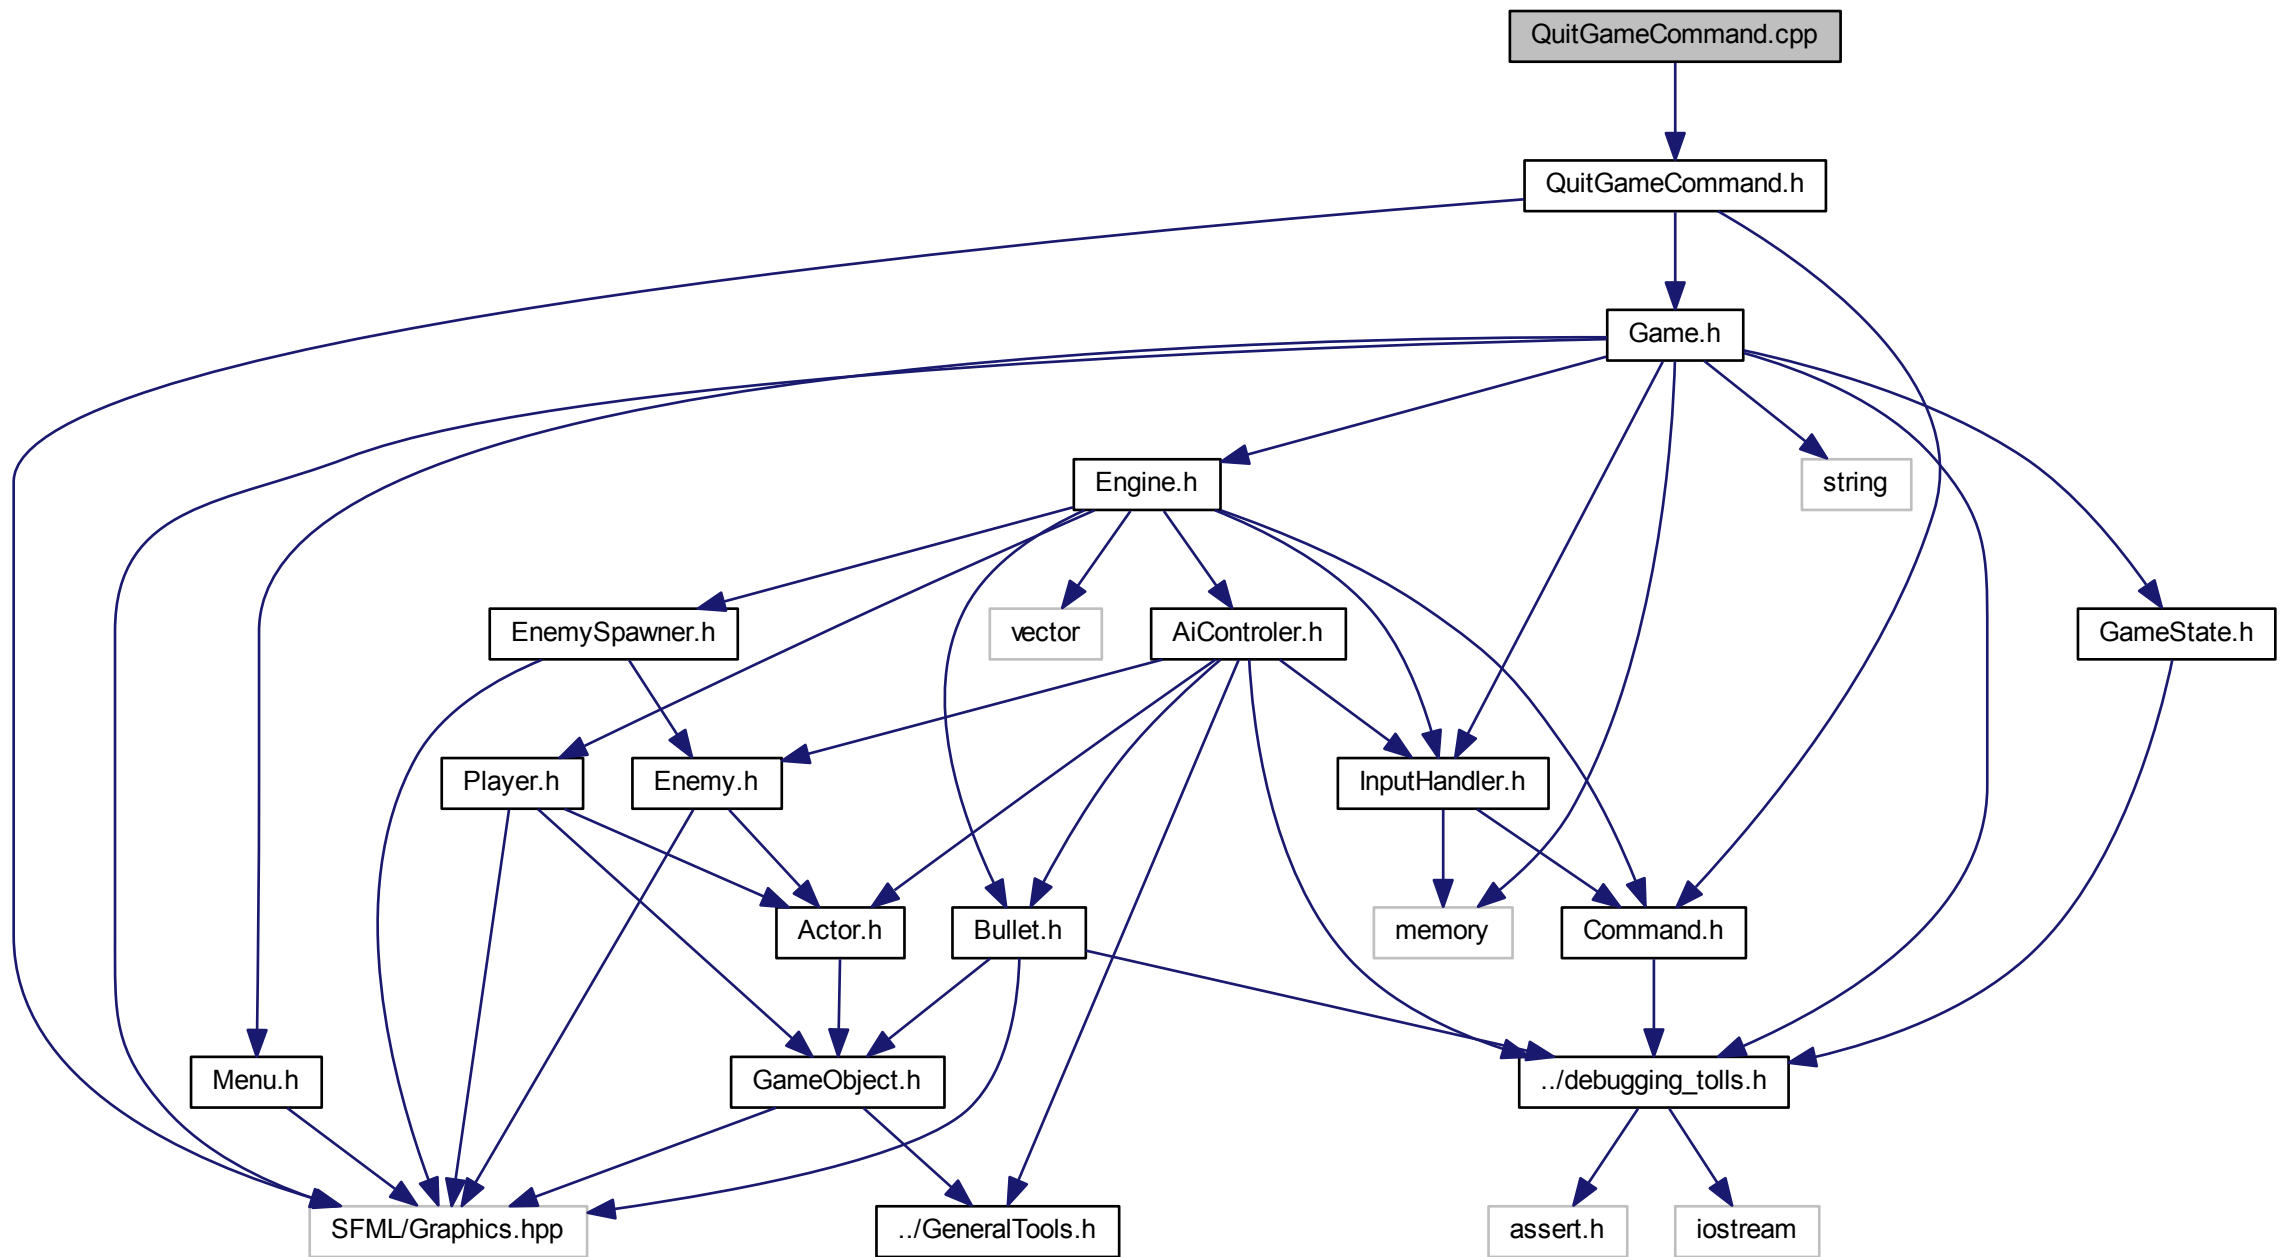 QuitGameCommand.cpp
QuitGameCommand.h
Game.h
Engine.h
string
EnemySpawner.h
vector
AiControler.h
GameState.h
Player.h
Enemy.h
InputHandler.h
Actor.h
Bullet.h
memory
Command.h
Menu.h
GameObject.h
../debugging_tolls.h
SFML/Graphics.hpp
../GeneralTools.h
assert.h
iostream